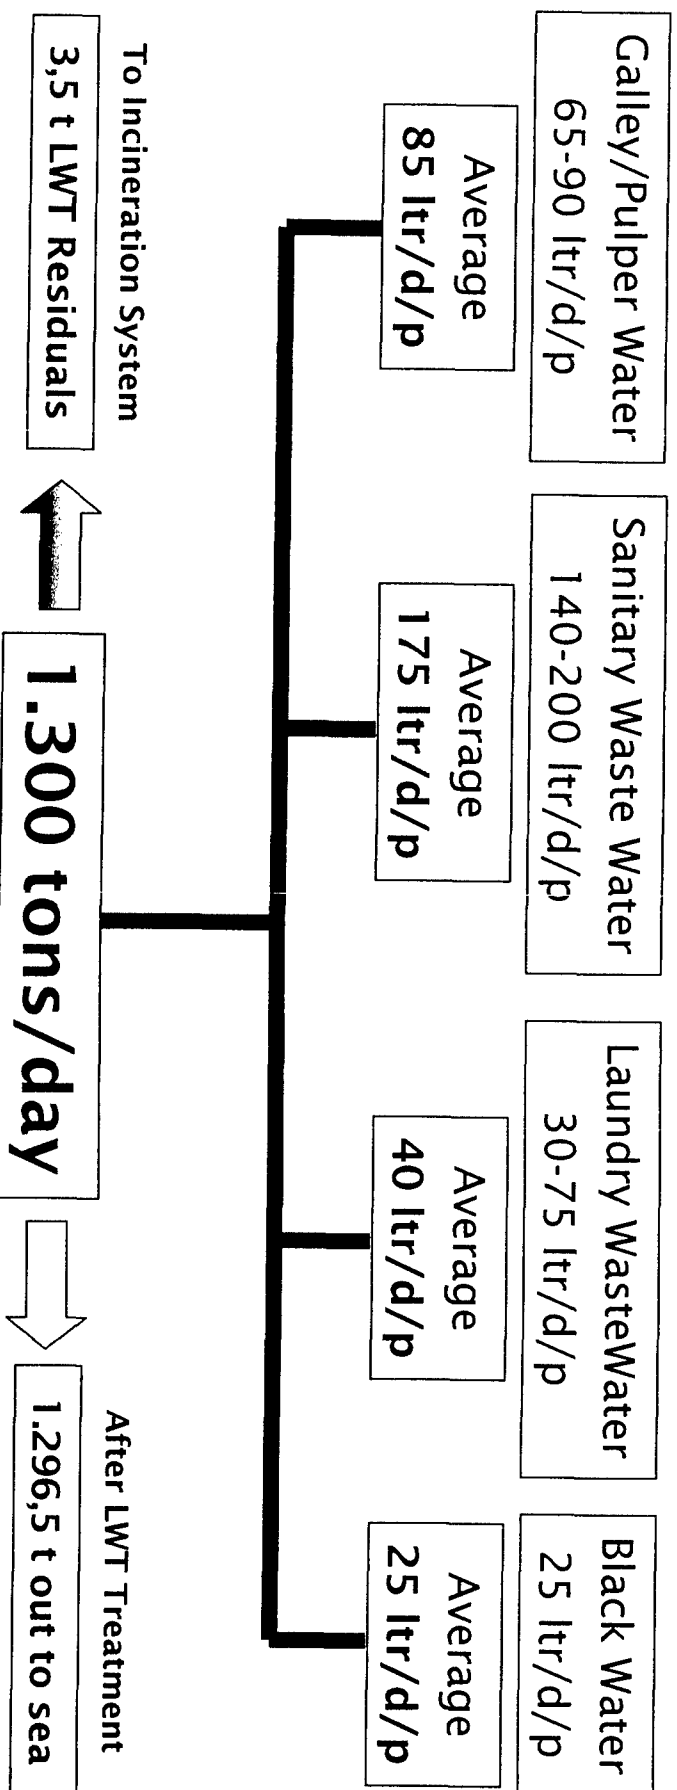 Galley/Pulper Water
65-90 ltr/d/p
Sanitary Waste Water
140-200 ltr/d/p
Laundry WasteWater
30-75 ltr/d/p
Black Water
25 ltr/d/p
Average
85 ltr/d/p
Average
175 ltr/d/p
Average
40 ltr/d/p
Average
25 ltr/d/p
To Incineration System
3,5 t LWT Residuals
1.300 tons/day
After LWT Treatment
1.296,5 t out to sea